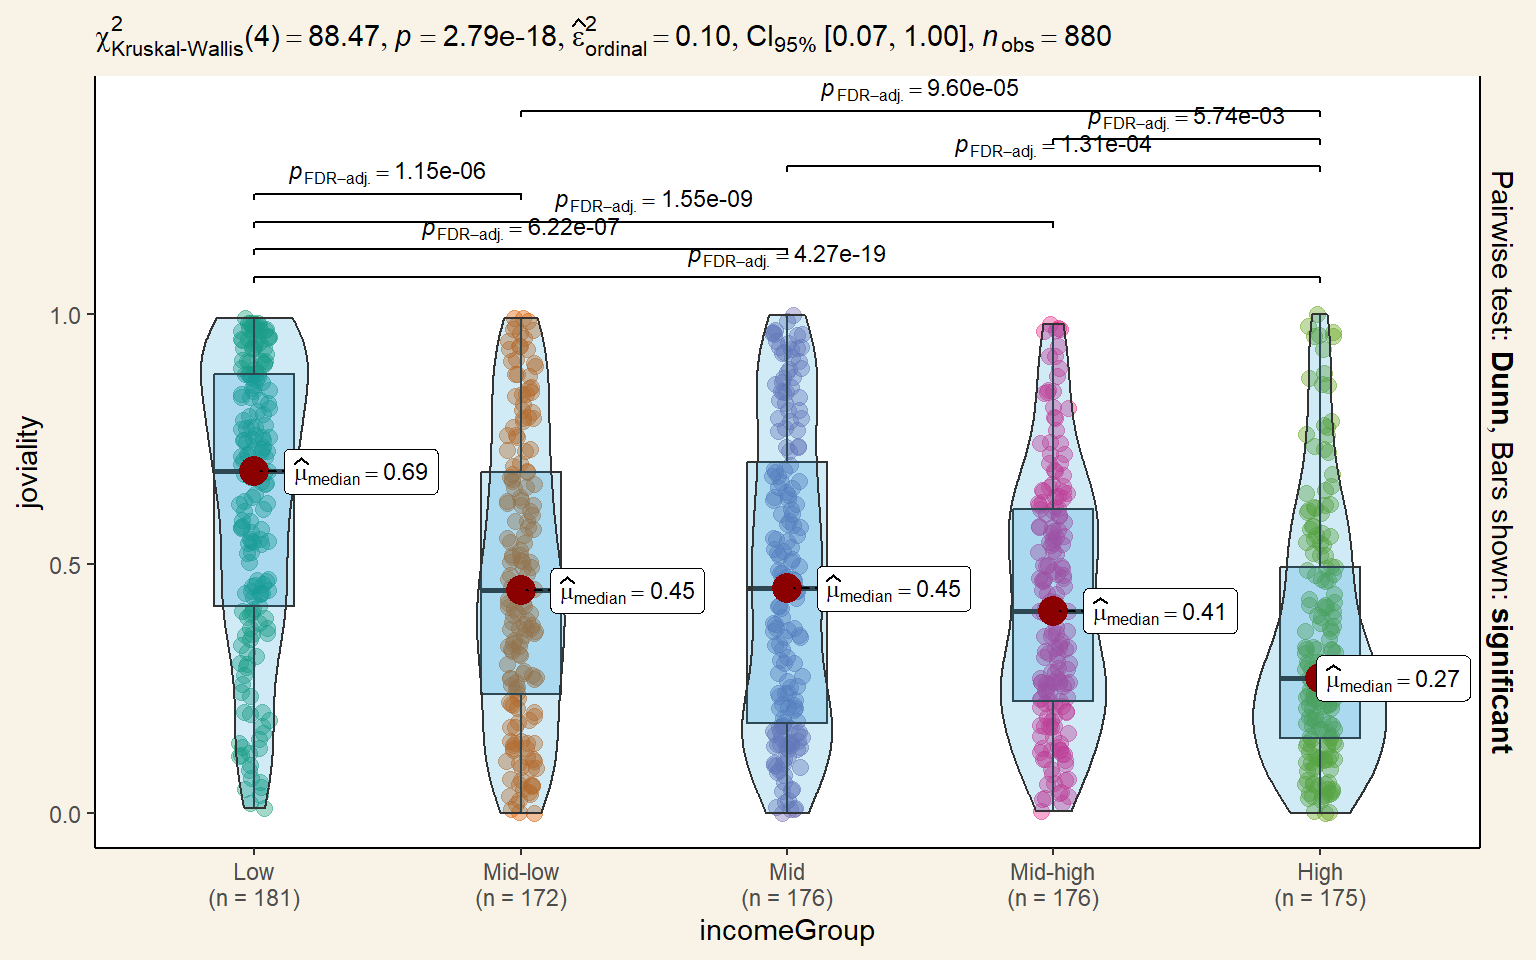 χ²Kruskal-Wallis(4) = 88.47, p = 2.79e-18, ε̂²ordinal = 0.10, CI95% [0.07, 1.00], nobs = 880
pFDR−adj. = 9.60e-05
pFDR−adj. = 5.74e-03
pFDR−adj. = 1.31e-04
pFDR−adj. = 1.15e-06
pFDR−adj. = 1.55e-09
pFDR−adj. = 6.22e-07
pFDR−adj. = 4.27e-19
1.0
0.5
0.0
joviality
μ̂median = 0.69
μ̂median = 0.45
μ̂median = 0.45
μ̂median = 0.41
μ̂median = 0.27
Pairwise test: Dunn, Bars shown: significant
Low
(n = 181)
Mid-low
(n = 172)
Mid
(n = 176)
Mid-high
(n = 176)
High
(n = 175)
incomeGroup